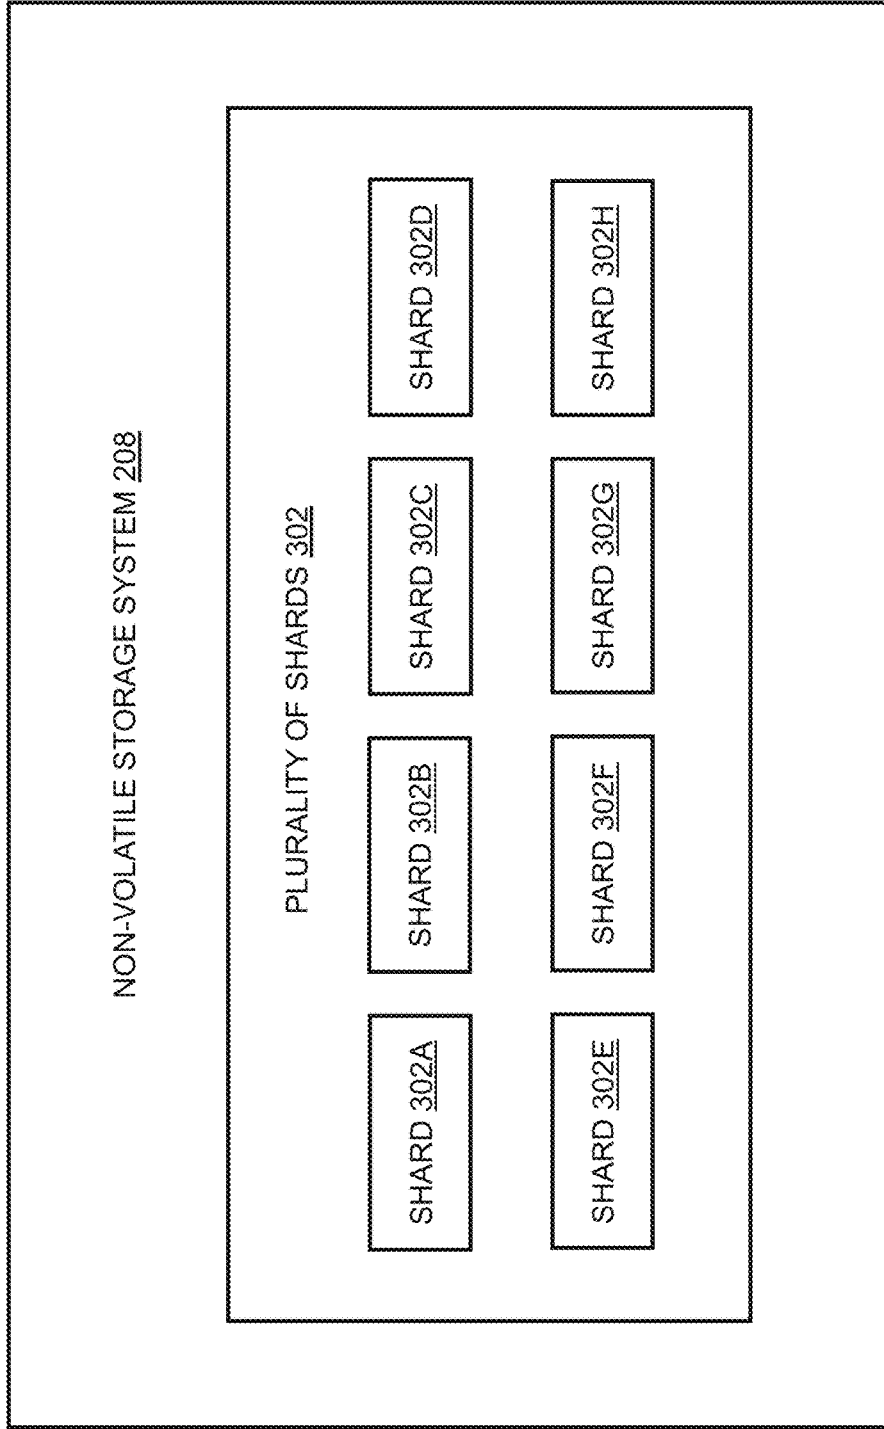 NON-VOLATILE STORAGE SYSTEM 208
PLURALITY OF SHARDS 302
SHARD 302A
SHARD 302B
SHARD 302C
SHARD 302D
SHARD 302E
SHARD 302F
SHARD 302G
SHARD 302H